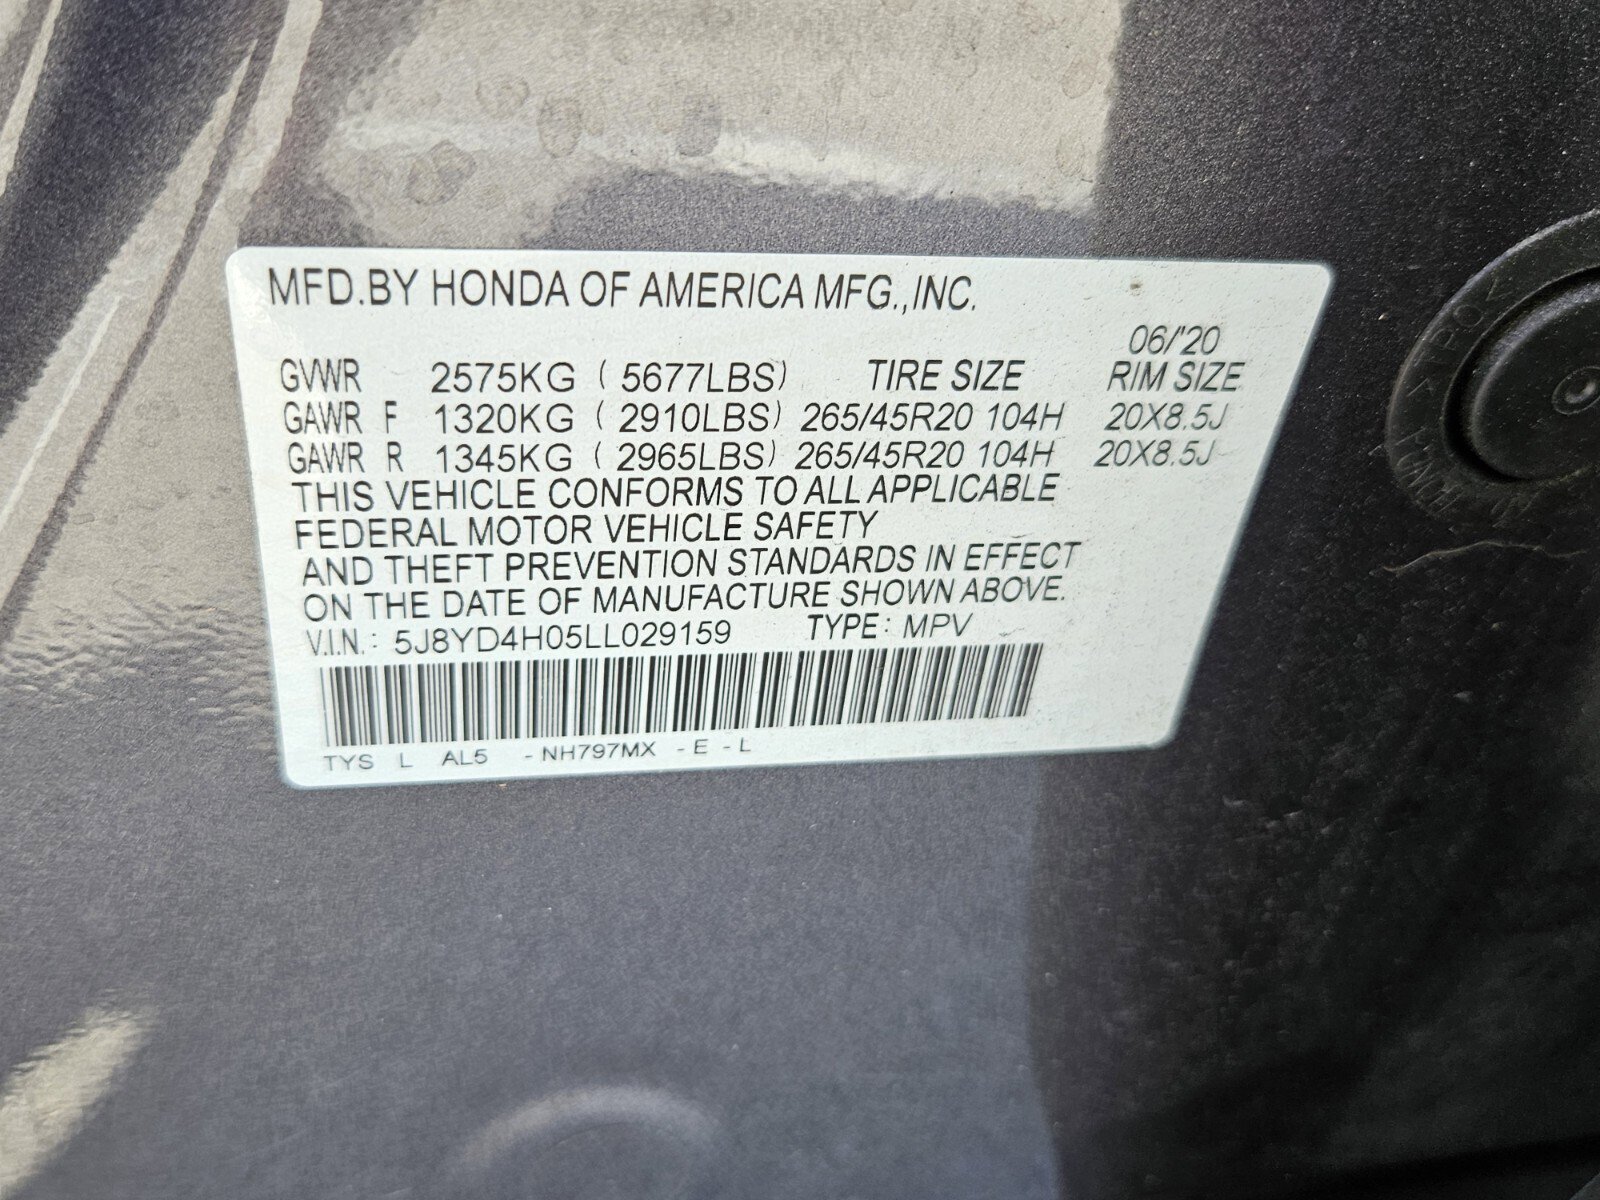 MFD.BY HONDA OF AMERICA MFG.,INC.
06/'20
GVWR 2575KG ( 5677LBS) TIRE SIZE RIM SIZE
GAWR F 1320KG ( 2910LBS) 265/45R20 104H 20X8.5J
GAWR R 1345KG ( 2965LBS) 265/45R20 104H 20X8.5J
THIS VEHICLE CONFORMS TO ALL APPLICABLE
FEDERAL MOTOR VEHICLE SAFETY
AND THEFT PREVENTION STANDARDS IN EFFECT
ON THE DATE OF MANUFACTURE SHOWN ABOVE.
V.I.N.: 5J8YD4H05LL029159 TYPE: MPV
TYS L AL5 -NH797MX -E -L